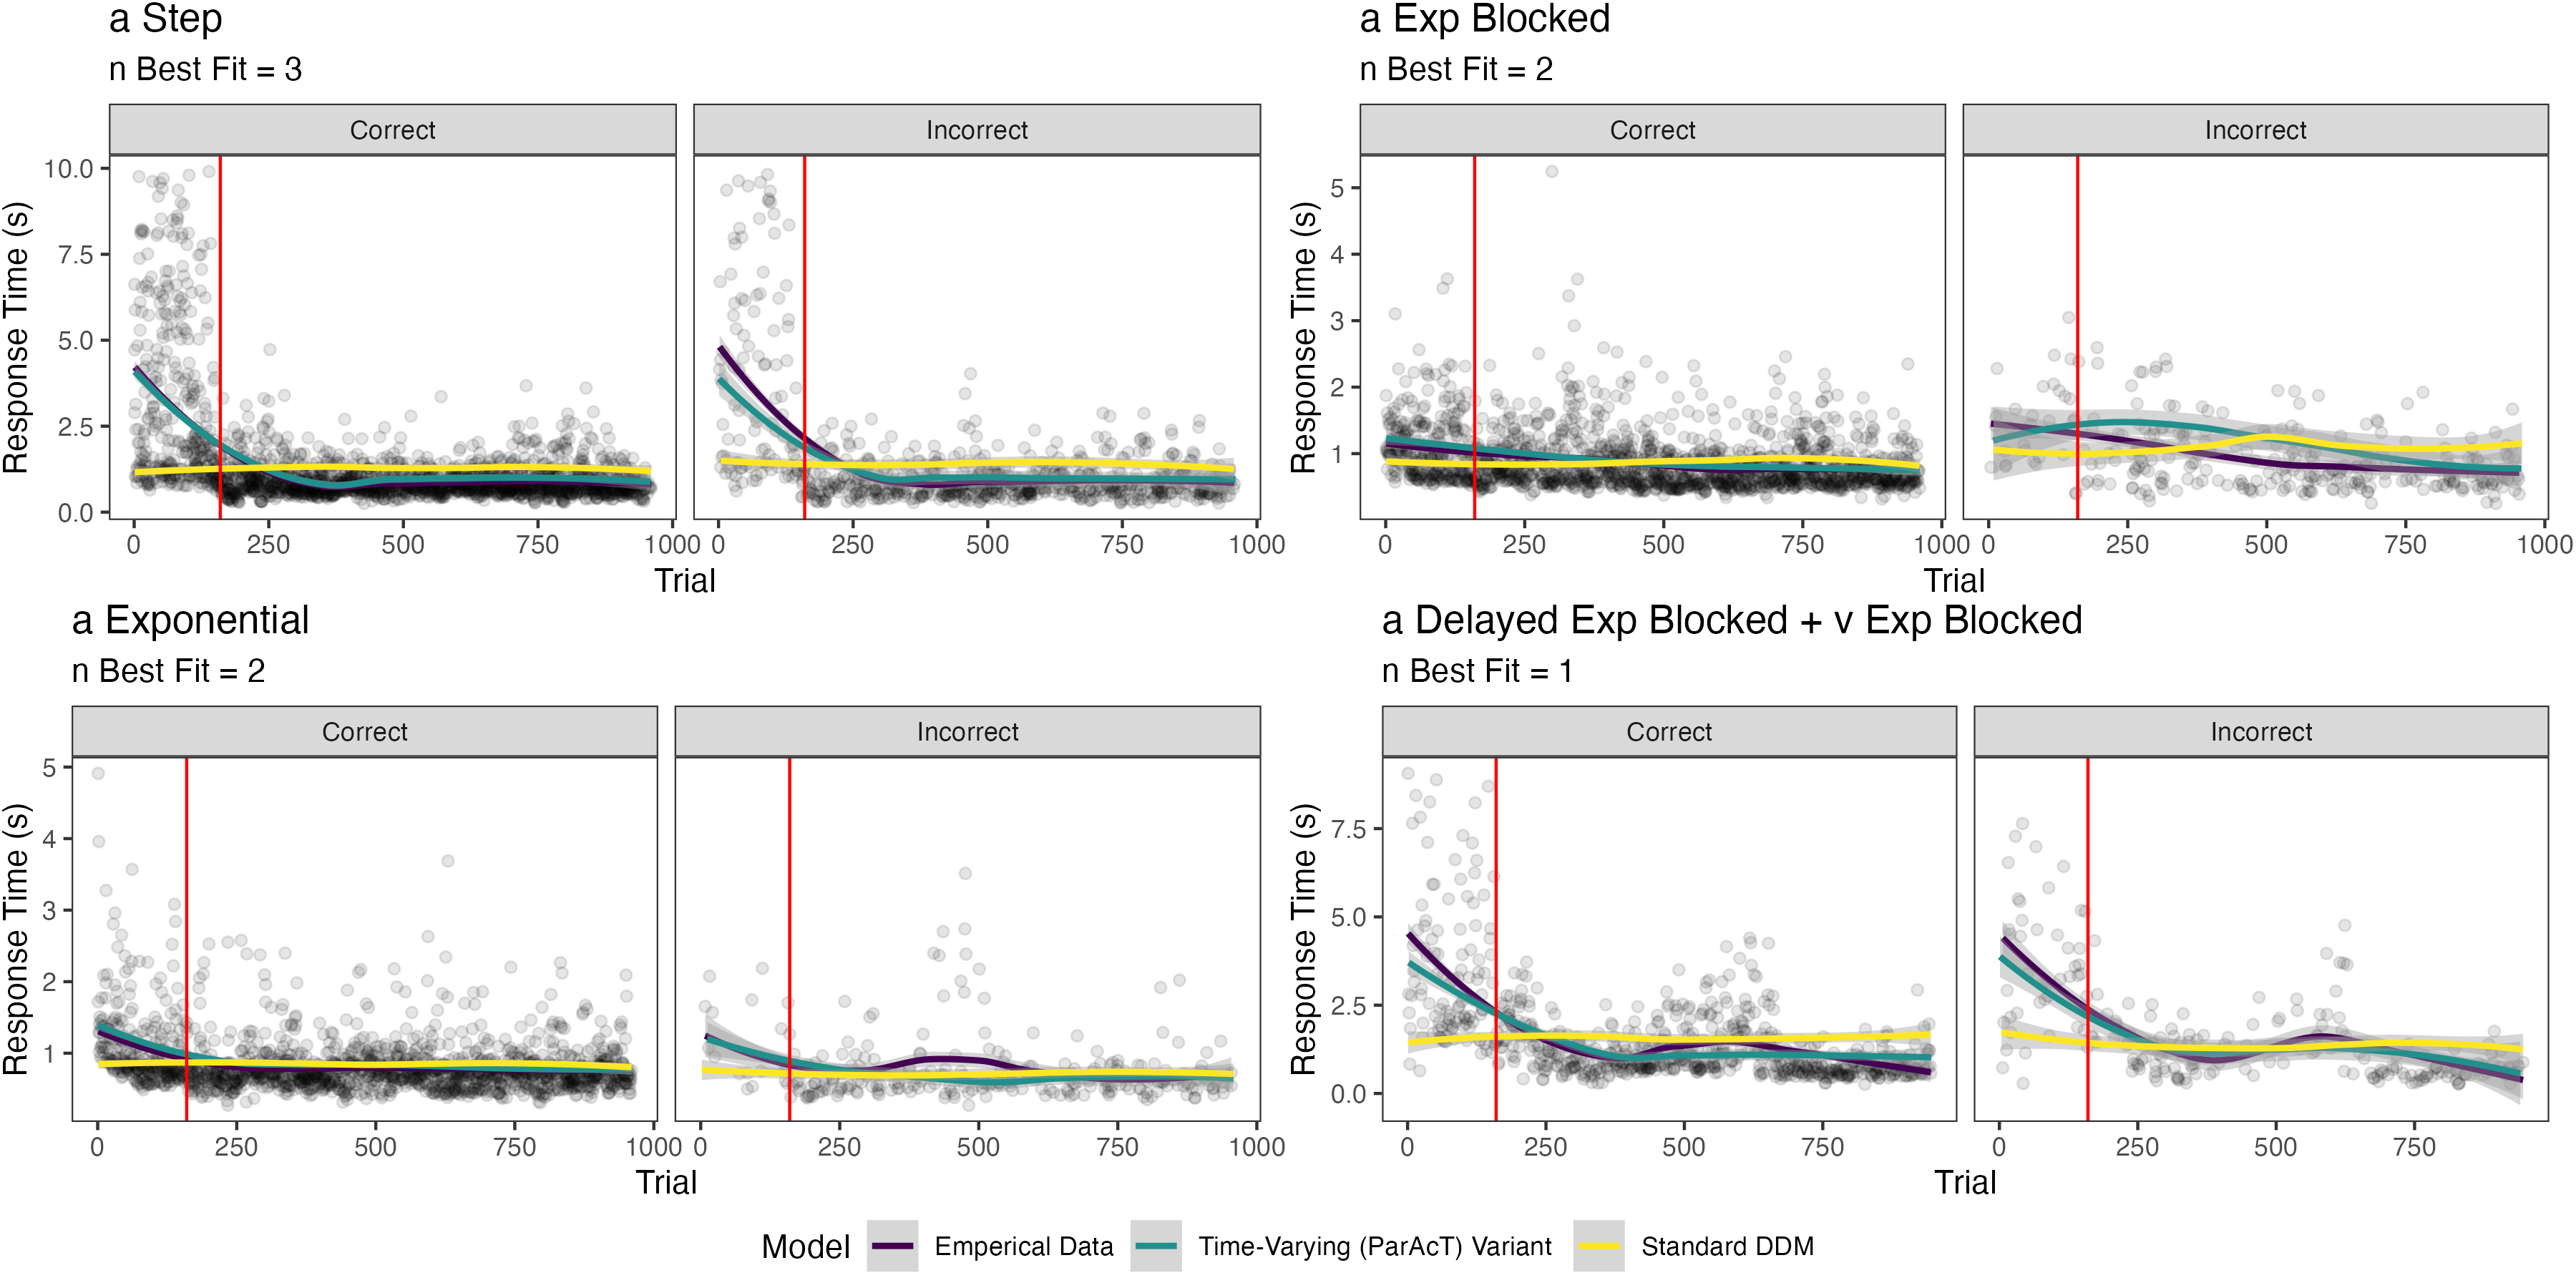 a Step
n Best Fit = 3
Correct
Incorrect
Response Time (s)
10.0
7.5
5.0
2.5
0.0
0 250 500 750 1000
0 250 500 750 1000
Trial
a Exp Blocked
n Best Fit = 2
Correct
Incorrect
Response Time (s)
5
4
3
2
1
0 250 500 750 1000
0 250 500 750 1000
Trial
a Exponential
n Best Fit = 2
Correct
Incorrect
Response Time (s)
5
4
3
2
1
0 250 500 750 1000
0 250 500 750 1000
Trial
a Delayed Exp Blocked + v Exp Blocked
n Best Fit = 1
Correct
Incorrect
Response Time (s)
7.5
5.0
2.5
0.0
0 250 500 750
0 250 500 750
Trial
Model Emperical Data Time-Varying (ParAcT) Variant Standard DDM